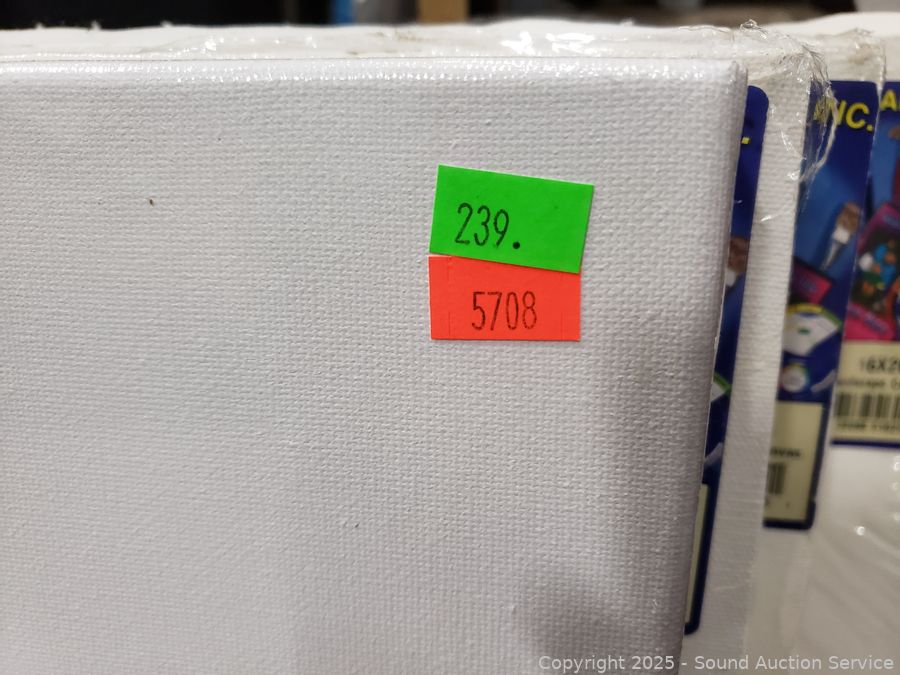 239.
5708
INC.
16X20
Copyright 2025 - Sound Auction Service